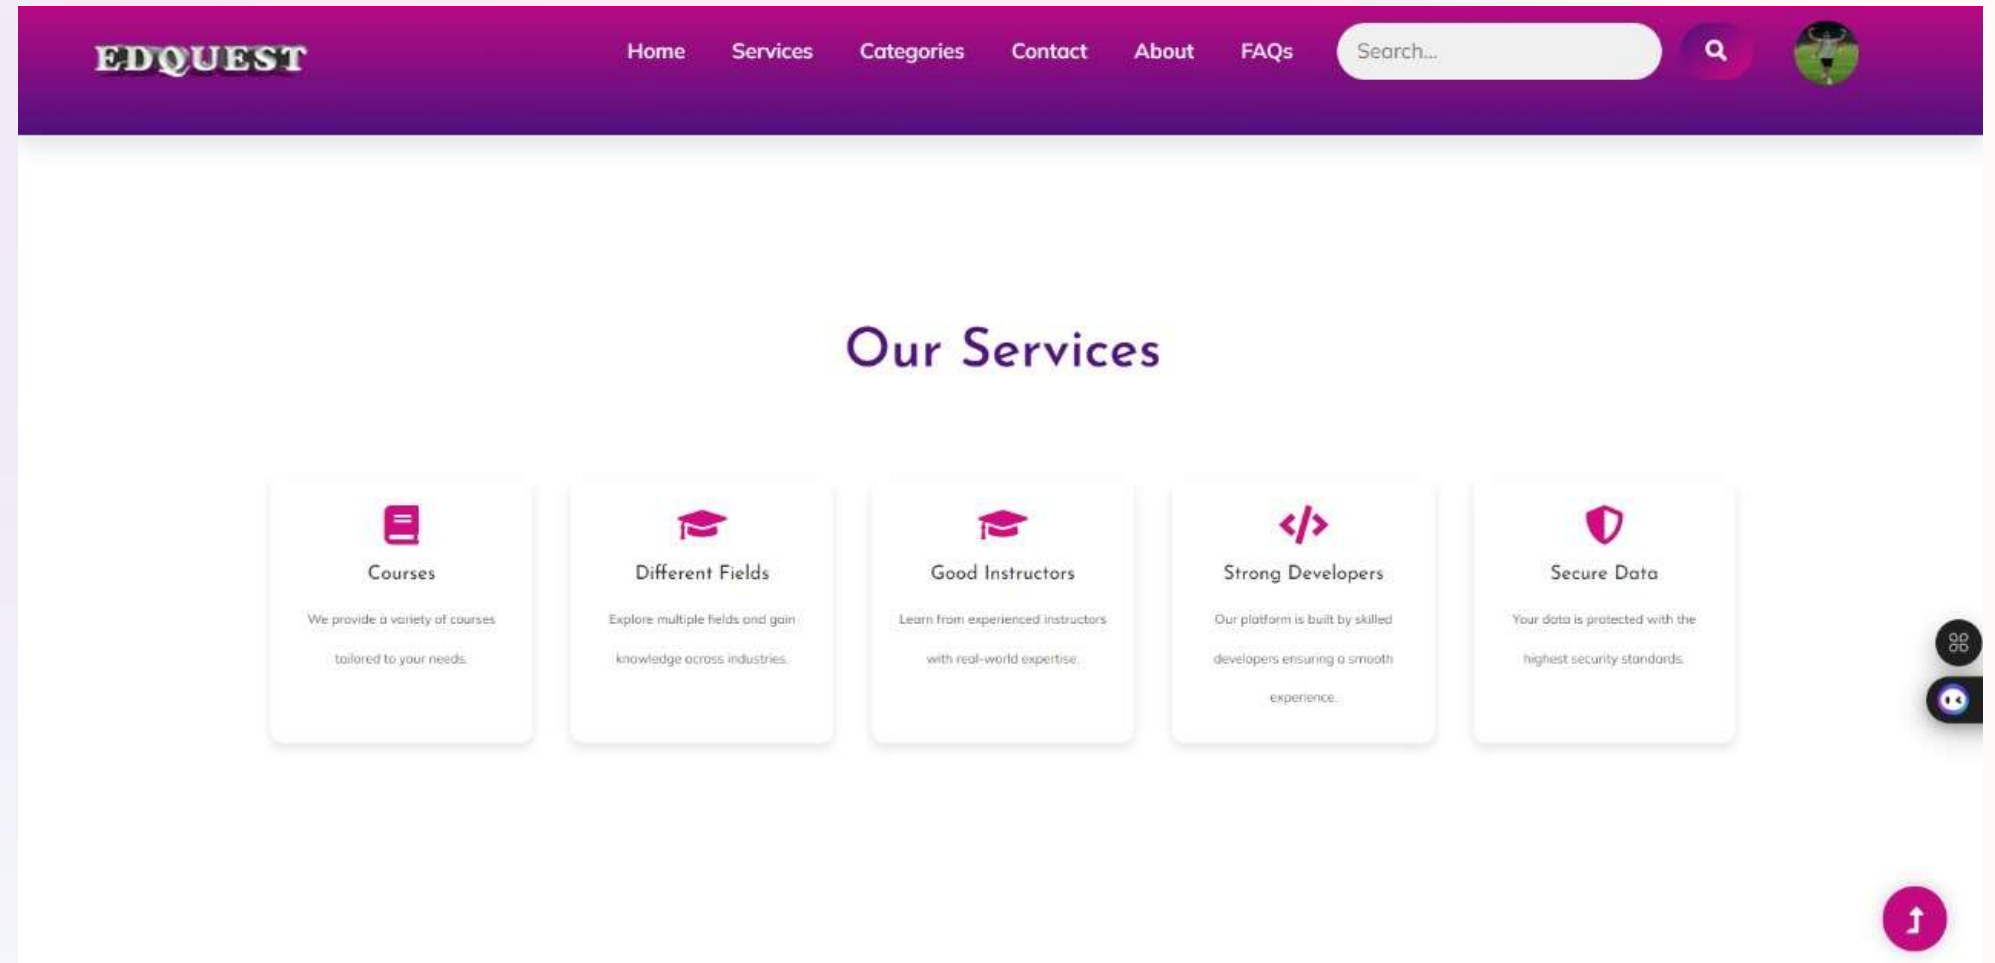 EDQUEST
Home Services Categories Contact About FAQs Search...
Our Services
Courses
We provide a variety of courses
tailored to your needs.
Different Fields
Explore multiple fields and gain
knowledge across industries.
Good Instructors
Learn from experienced instructors
with real-world expertise.
Strong Developers
Our platform is built by skilled
developers ensuring a smooth
experience.
Secure Data
Your data is protected with the
highest security standards.